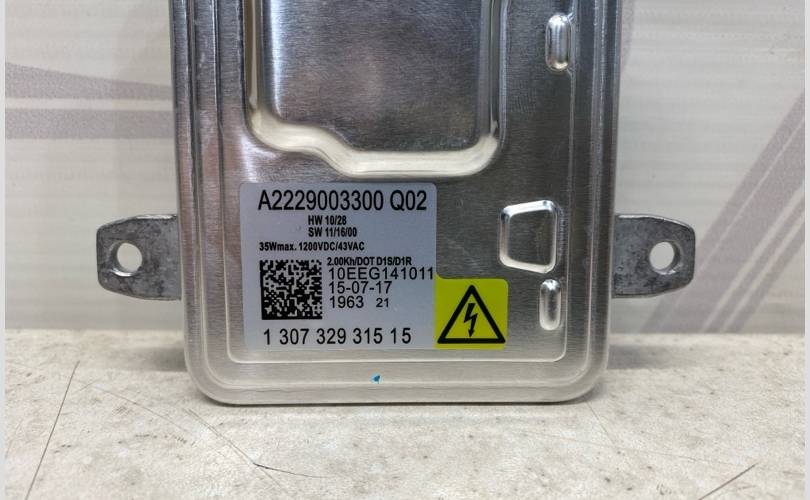 A2229003300 Q02
HW 10/28
SW 11/16/00
35Wmax. 1200VDC/43VAC
2.00Kh/DOT D1S/D1R
10EEG141011
15-07-17
1963 21
1 307 329 315 15